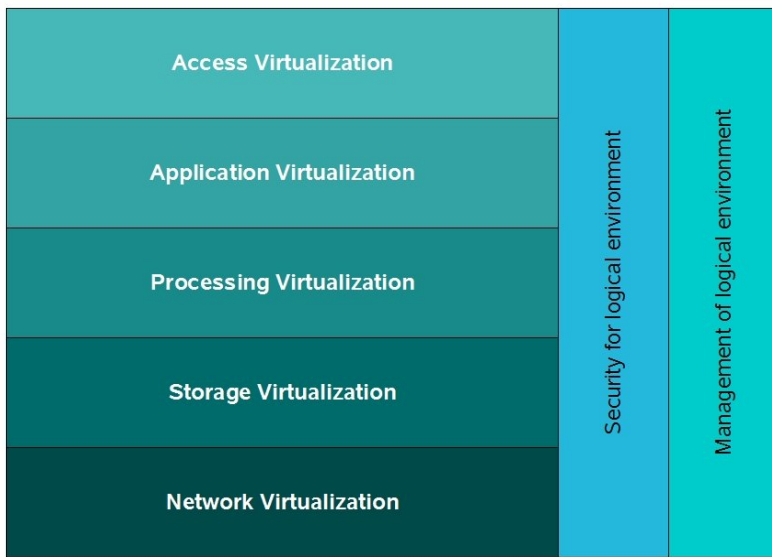 Access Virtualization
Application Virtualization
Processing Virtualization
Storage Virtualization
Network Virtualization
Security for logical environment
Management of logical environment